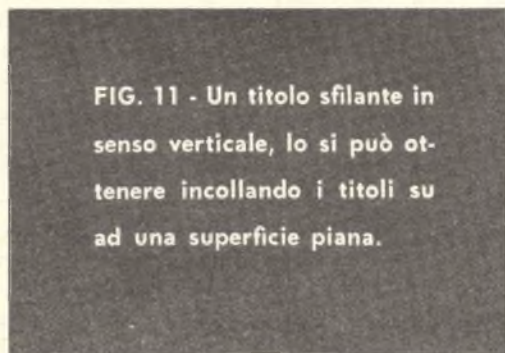 FIG. 11 - Un titolo sfilante in
senso verticale, lo si può ot-
tenere incollando i titoli su
ad una superficie piana.